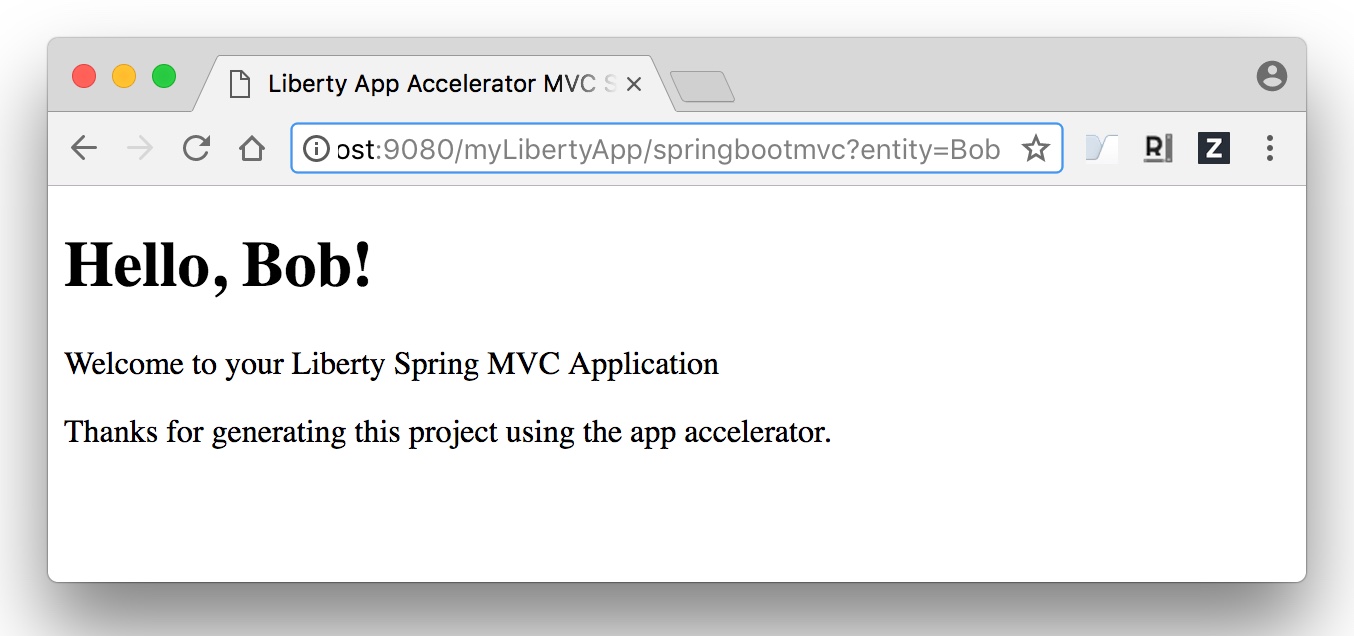 Liberty App Accelerator MVC S
ost:9080/myLibertyApp/springbootmvc?entity=Bob
R
Z
Hello, Bob!
Welcome to your Liberty Spring MVC Application
Thanks for generating this project using the app accelerator.